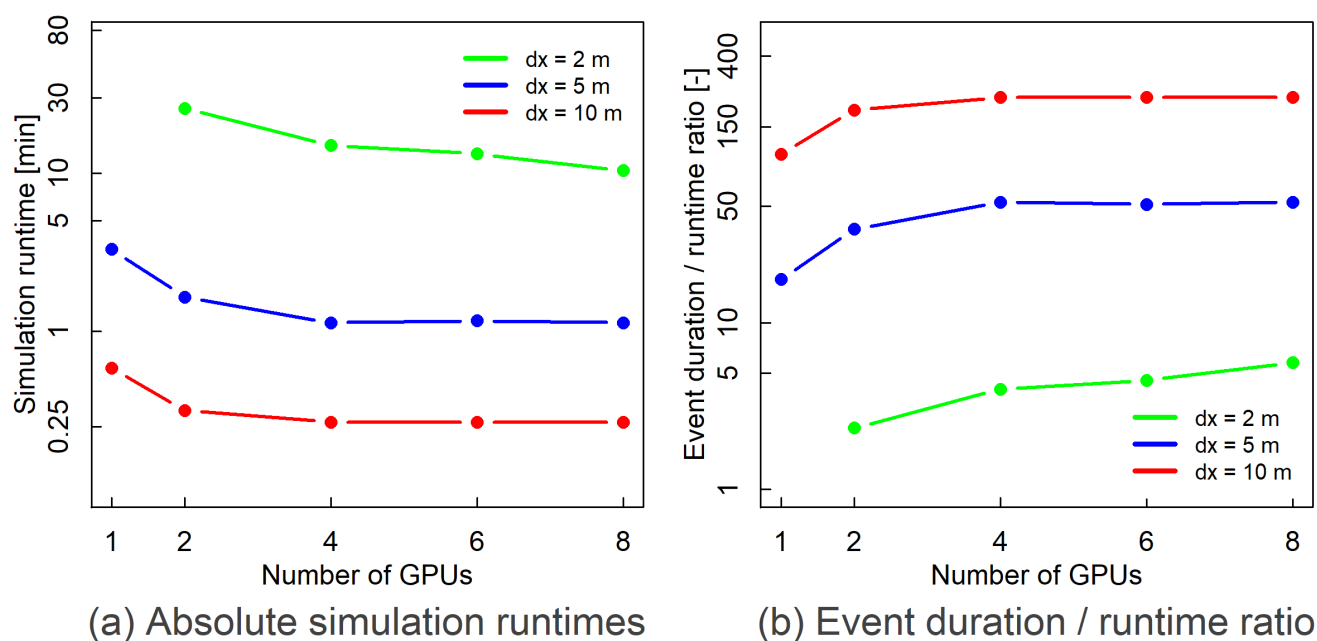 Simulation runtime [min]
80
30
10
5
1
0.25
dx = 2 m
dx = 5 m
dx = 10 m
1 2 4 6 8
Number of GPUs
(a) Absolute simulation runtimes
Event duration / runtime ratio [-]
400
150
50
10
5
1
dx = 2 m
dx = 5 m
dx = 10 m
1 2 4 6 8
Number of GPUs
(b) Event duration / runtime ratio